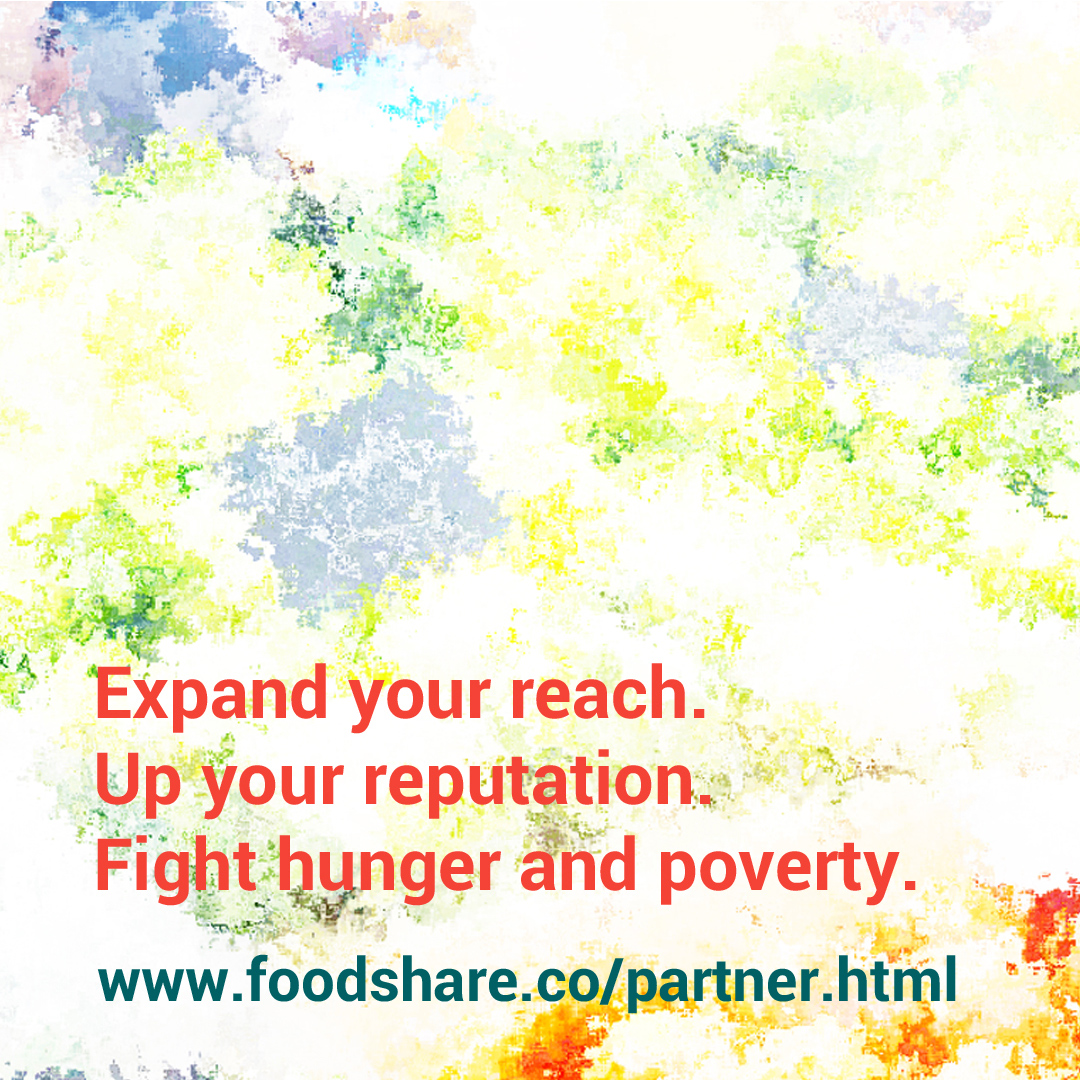 Expand your reach.
Up your reputation.
Fight hunger and poverty.
www.foodshare.co/partner.html